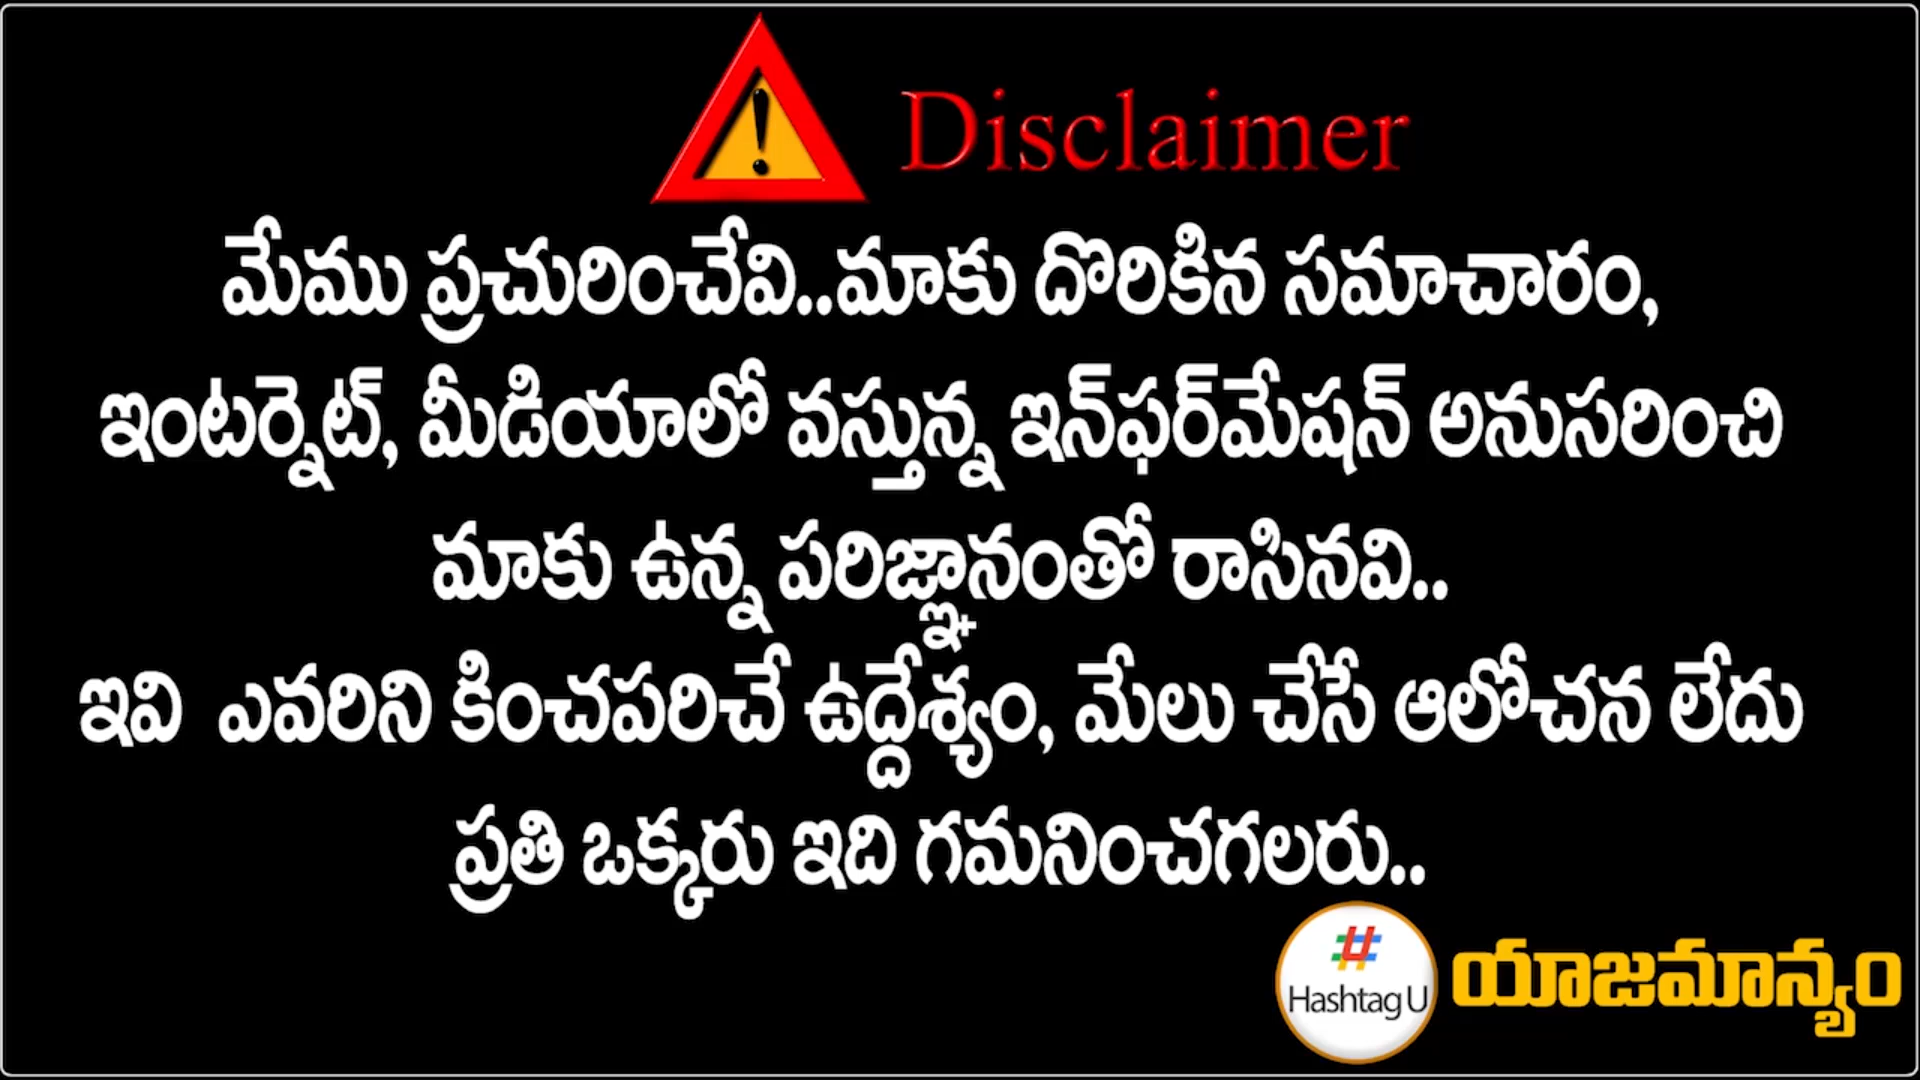 Disclaimer
మేము ప్రచురించేవి..మాకు దొరికిన సమాచారం,
ఇంటర్నెట్, మీడియాలో వస్తున్న ఇన్‌ఫర్‌మేషన్ అనుసరించి
మాకు ఉన్న పరిజ్ఞానంతో రాసినవి..
ఇవి ఎవరిని కించపరిచే ఉద్దేశ్యం, మేలు చేసే ఆలోచన లేదు
ప్రతి ఒక్కరు ఇది గమనించగలరు..
#
Hashtag U
యాజమాన్యం